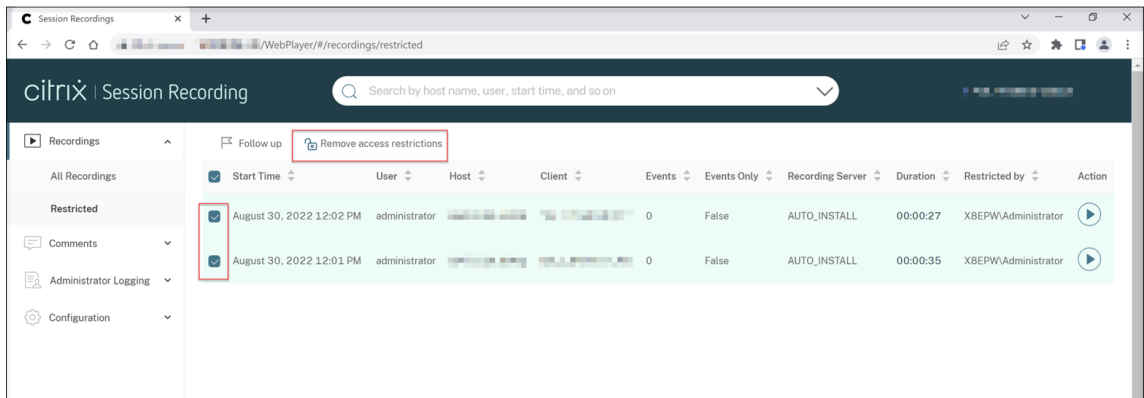 Session Recordings
/WebPlayer/#/recordings/restricted
citrix | Session Recording
Search by host name, user, start time, and so on
Recordings
All Recordings
Restricted
Comments
Administrator Logging
Configuration
Follow up
Remove access restrictions
Start Time User Host Client Events Events Only Recording Server Duration Restricted by Action
August 30, 2022 12:02 PM administrator 0 False AUTO_INSTALL 00:00:27 X8EPW\Administrator
August 30, 2022 12:01 PM administrator 0 False AUTO_INSTALL 00:00:35 X8EPW\Administrator